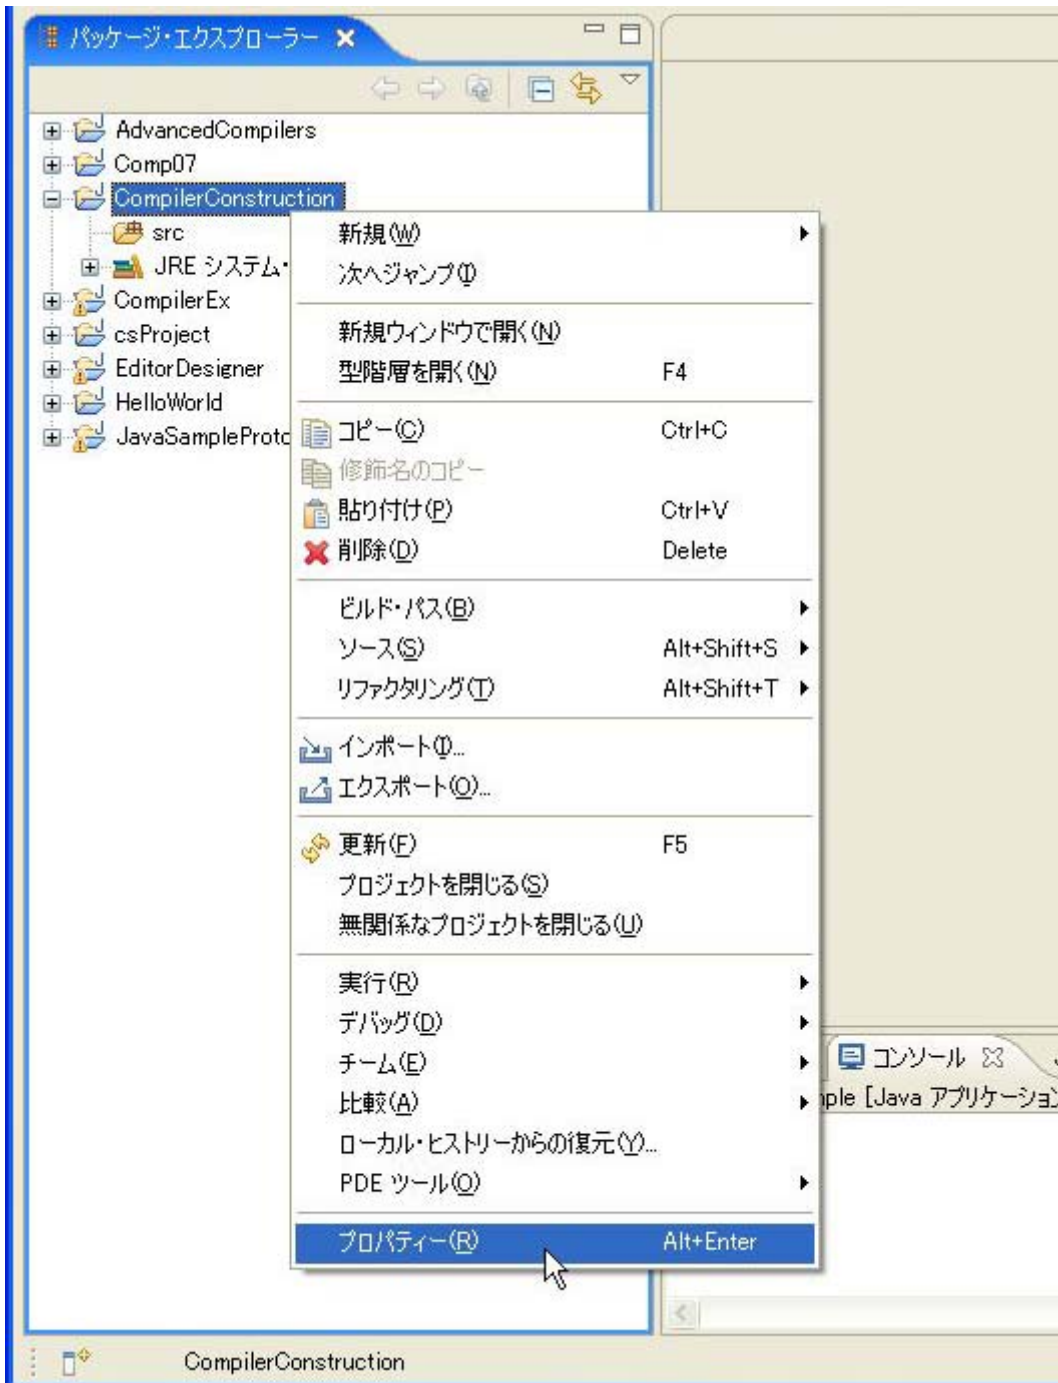 パッケージ・エクスプローラー
AdvancedCompilers
Comp07
CompilerConstruction
src
JRE システム・
CompilerEx
csProject
EditorDesigner
HelloWorld
JavaSampleProto
新規(W)
次へジャンプ(I)
新規ウィンドウで開く(N)
型階層を開く(N) F4
コピー(C) Ctrl+C
修飾名のコピー
貼り付け(P) Ctrl+V
削除(D) Delete
ビルド・パス(B)
ソース(S) Alt+Shift+S
リファクタリング(T) Alt+Shift+T
インポート(I)...
エクスポート(O)...
更新(F) F5
プロジェクトを閉じる(S)
無関係なプロジェクトを閉じる(U)
実行(R)
デバッグ(D)
チーム(E)
比較(A)
ローカル・ヒストリーからの復元(Y)...
PDE ツール(O)
プロパティー(R) Alt+Enter
コンソール
mple [Java アプリケーション
CompilerConstruction